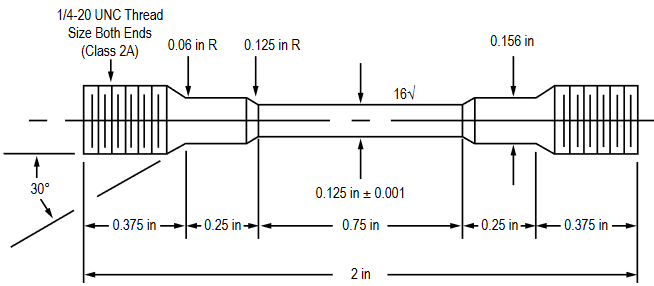 1/4-20 UNC Thread
Size Both Ends
(Class 2A)
0.06 in R
0.125 in R
0.156 in
16√
30°
0.125 in ± 0.001
0.375 in
0.25 in
0.75 in
0.25 in
0.375 in
2 in